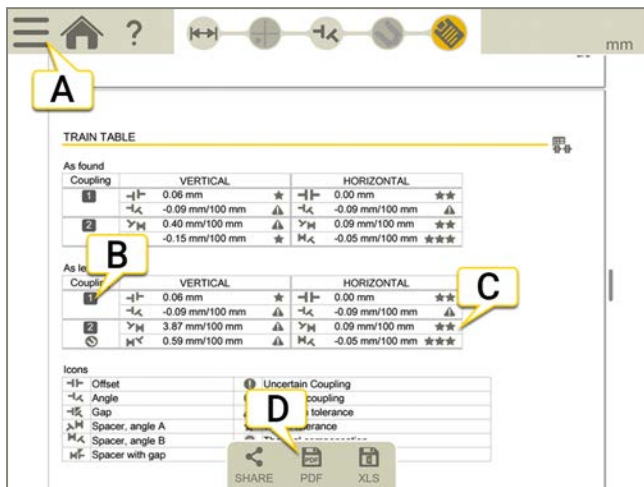 ?
mm
A
TRAIN TABLE
As found
Coupling VERTICAL HORIZONTAL
1 0.06 mm 0.00 mm
-0.09 mm/100 mm -0.09 mm/100 mm
2 0.40 mm/100 mm 0.09 mm/100 mm
-0.15 mm/100 mm -0.05 mm/100 mm
B
As le
Coupli VERTICAL HORIZONTAL
C
1 0.06 mm 0.00 mm
-0.09 mm/100 mm -0.09 mm/100 mm
2 3.87 mm/100 mm 0.09 mm/100 mm
0.59 mm/100 mm -0.05 mm/100 mm
Icons
Offset Uncertain Coupling
Angle coupling
Gap tolerance
Spacer, angle A tolerance
D
Spacer, angle B
Spacer with gap
SHARE PDF XLS